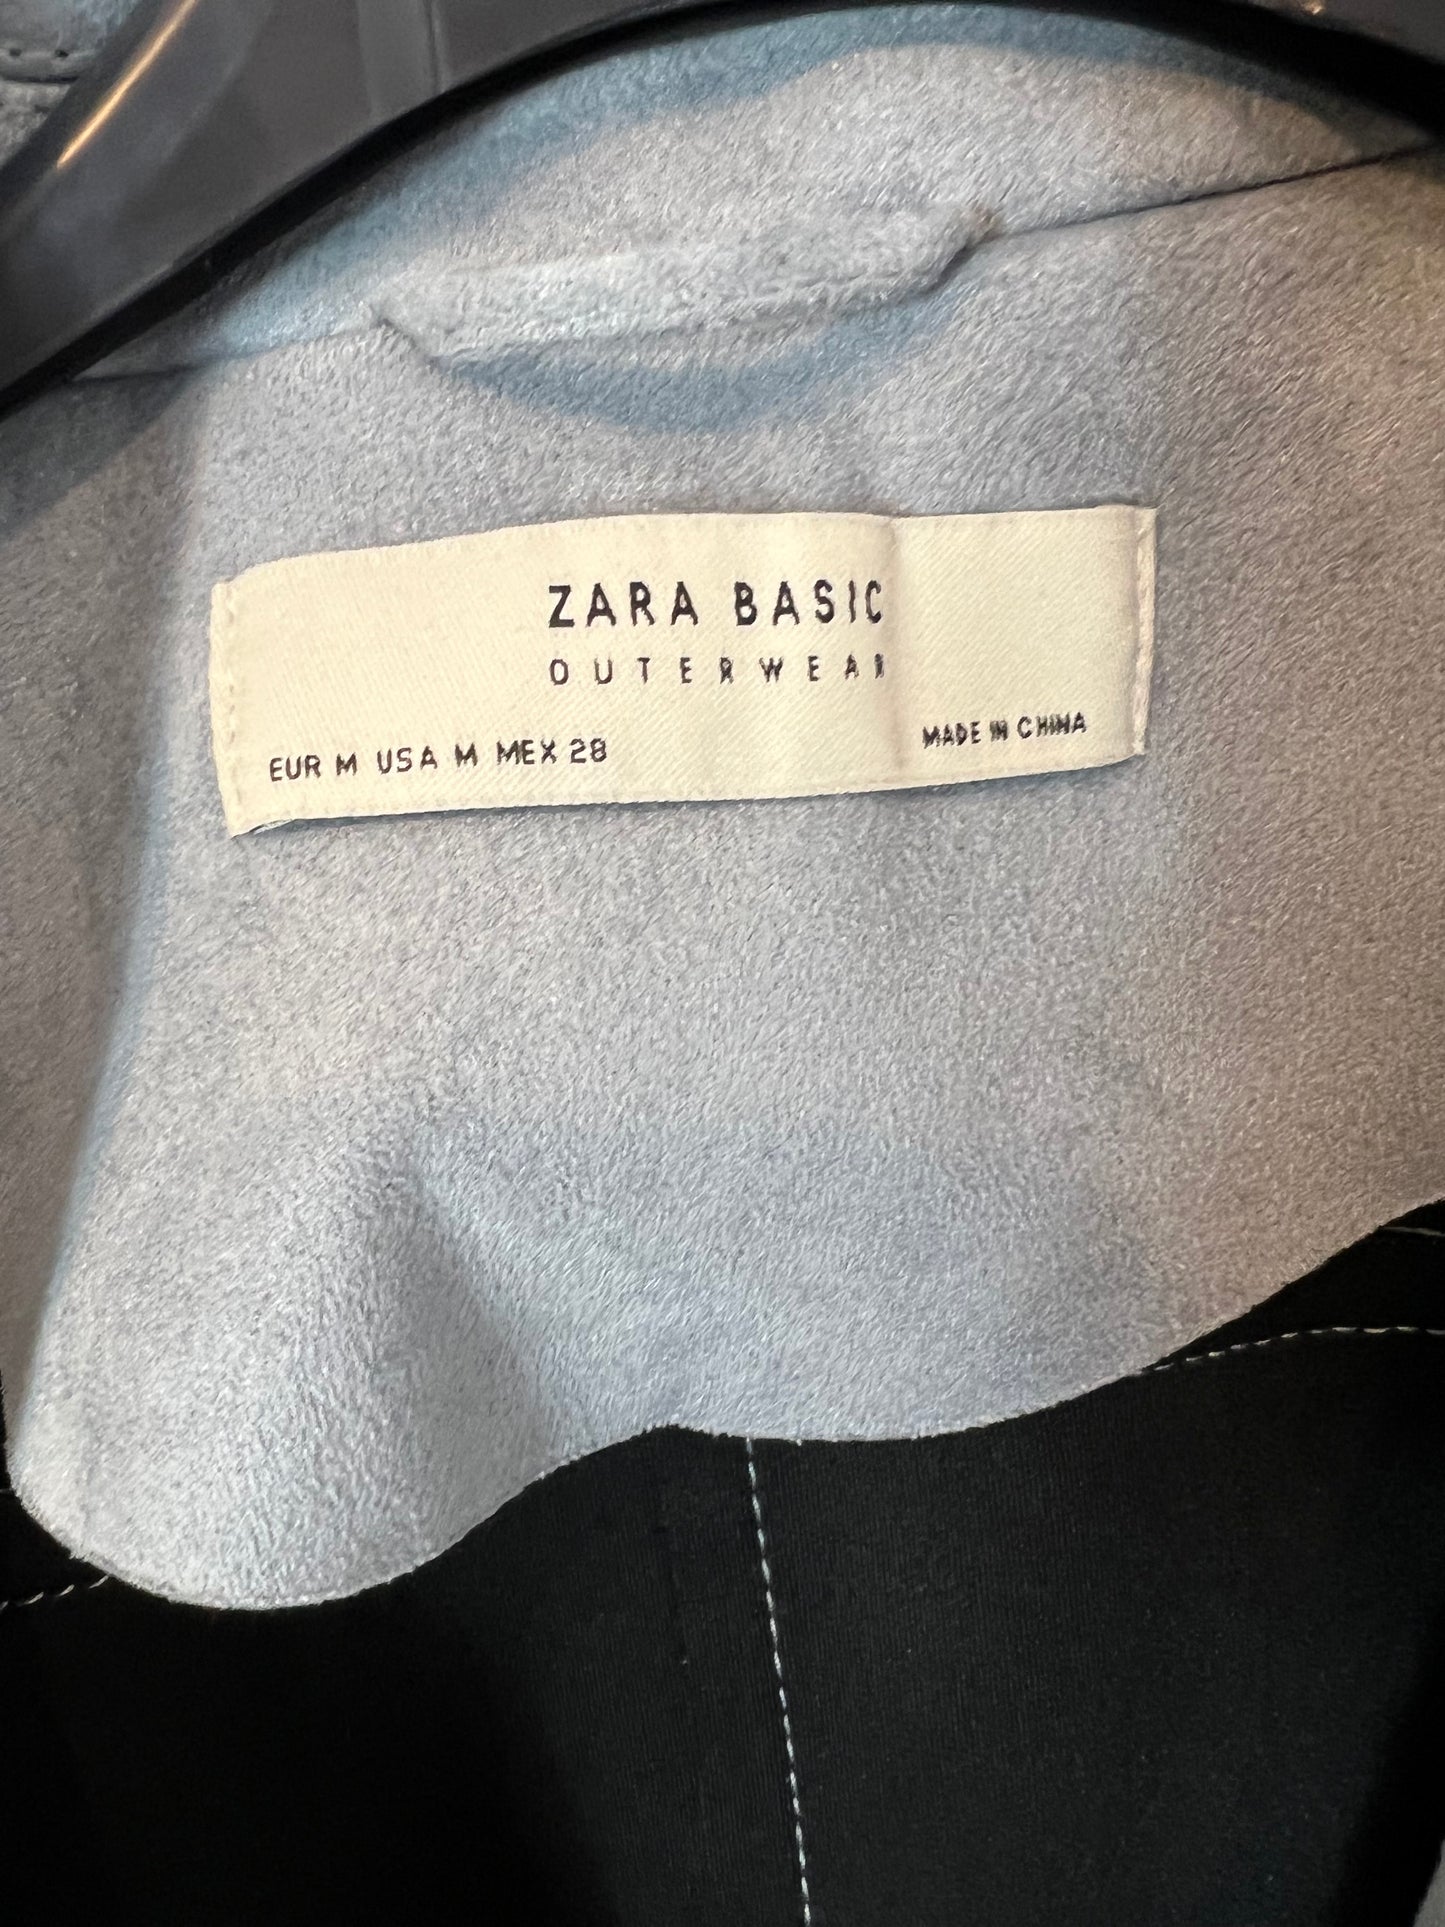 ZARA BASIC
OUTERWEAR
EUR M USA M MEX 28
MADE IN CHINA